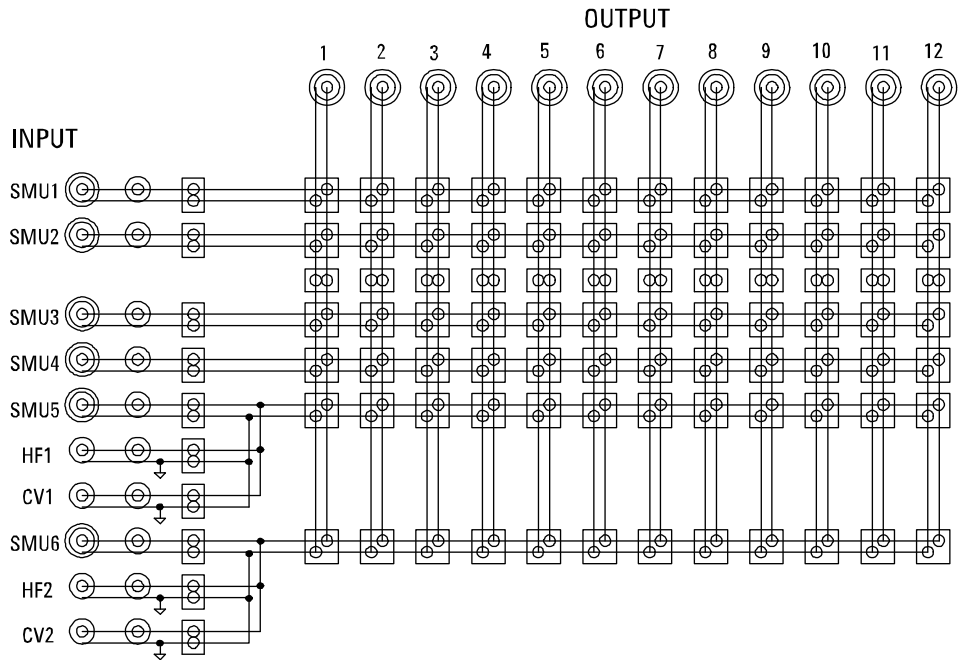 OUTPUT
1 2 3 4 5 6 7 8 9 10 11 12
INPUT
SMU1
SMU2
SMU3
SMU4
SMU5
HF1
CV1
SMU6
HF2
CV2